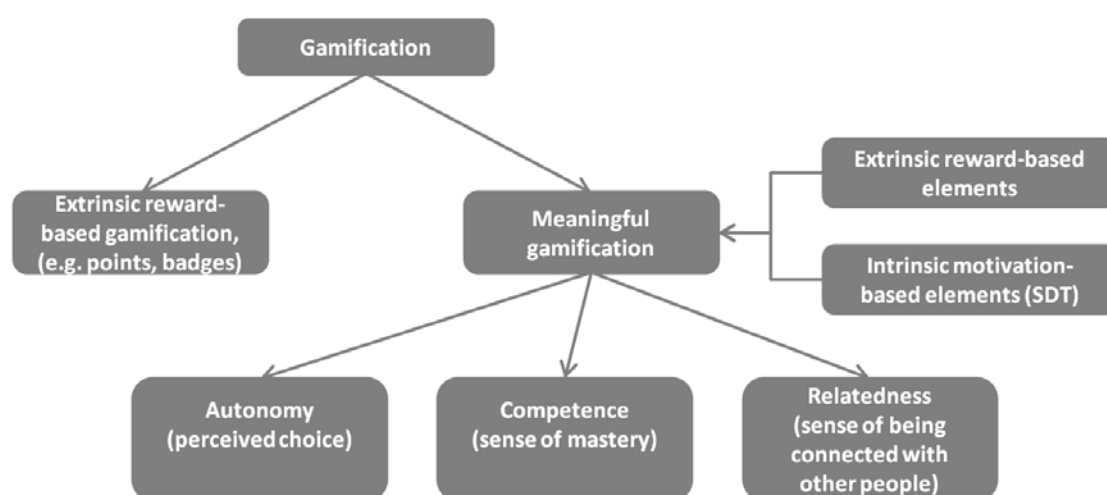 Gamification
Extrinsic reward-
based gamification,
(e.g. points, badges)
Meaningful
gamification
Extrinsic reward-based
elements
Intrinsic motivation-
based elements (SDT)
Autonomy
(perceived choice)
Competence
(sense of mastery)
Relatedness
(sense of being
connected with
other people)